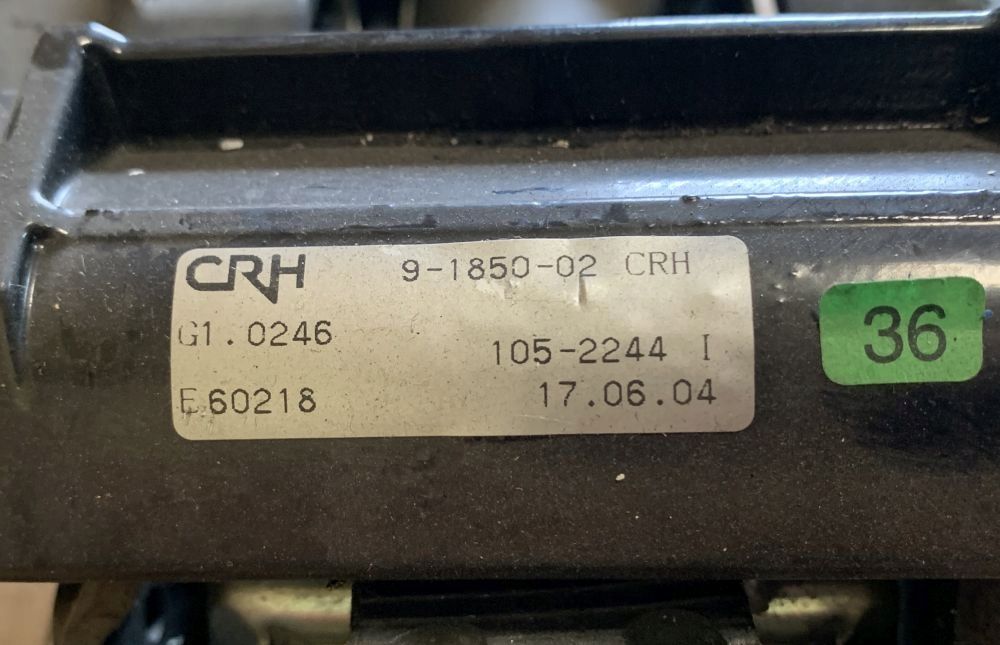 CRH 9-1850-02 CRH
G1.0246
105-2244 I
E60218
17.06.04
36